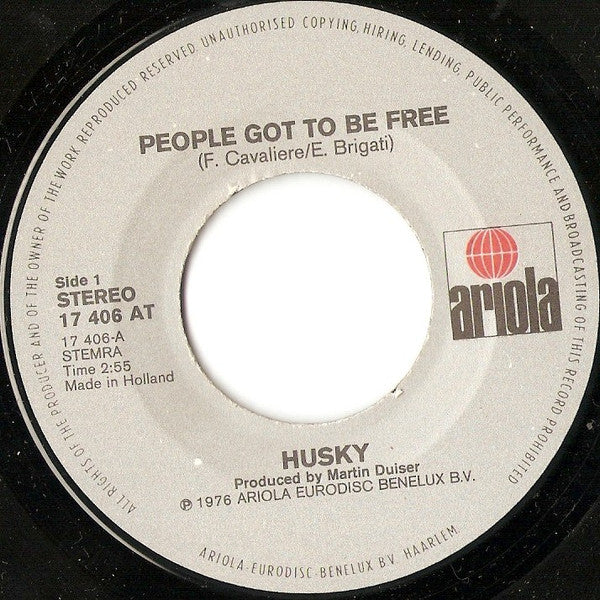 ALL RIGHTS OF THE PRODUCER AND OF THE OWNER OF THE WORK REPRODUCED RESERVED UNAUTHORISED COPYING, HIRING, LENDING, PUBLIC PERFORMANCE AND BROADCASTING OF THIS RECORD PROHIBITED
PEOPLE GOT TO BE FREE
(F. Cavaliere/E. Brigati)
Side 1
STEREO
17 406 AT
17 406-A
STEMRA
Time 2:55
Made in Holland
ariola
HUSKY
Produced by Martin Duiser
℗ 1976 ARIOLA EURODISC BENELUX B.V.
ARIOLA-EURODISC-BENELUX B.V. HAARLEM